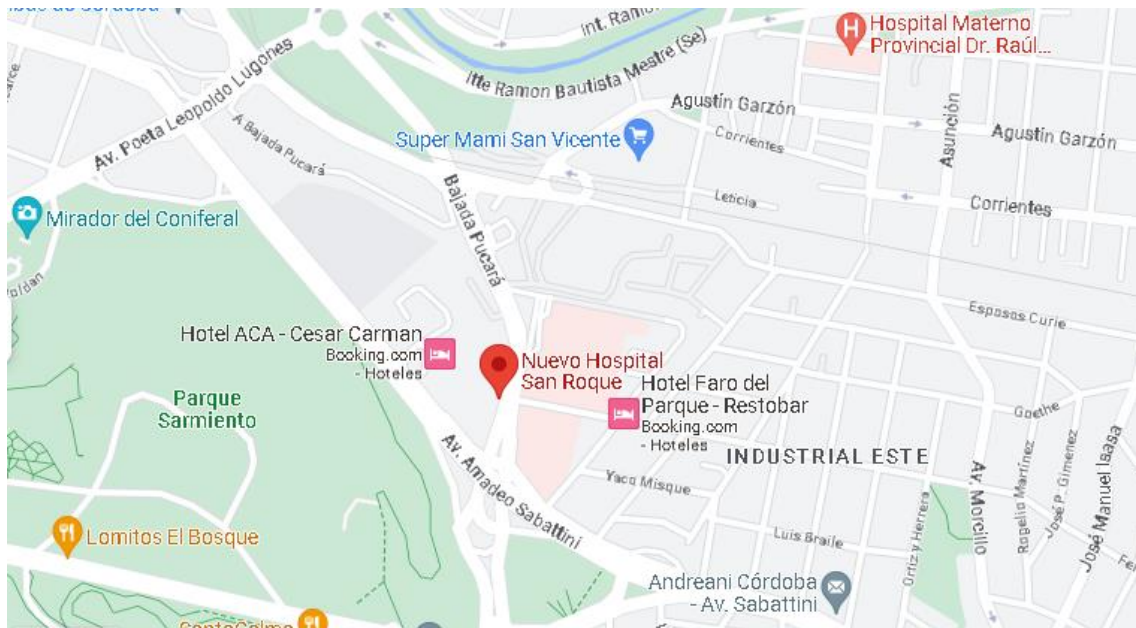 Int. Ramon
Hospital Materno
Provincial Dr. Raúl...
Av. Poeta Leopoldo Lugones
Itte Ramon Bautista Mestre (Se)
Agustín Garzón
Agustín Garzón
A Bajada Pucará
Super Mami San Vicente
Corrientes
Asunción
Bajada Pucará
Leticia
Corrientes
Mirador del Coniferal
Esposos Curie
Hotel ACA - Cesar Carman
Booking.com
- Hoteles
Nuevo Hospital
San Roque
Hotel Faro del
Parque - Restobar
Booking.com
- Hoteles
Parque
Sarmiento
Goethe
INDUSTRIAL ESTE
Av. Amadeo Sabattini
Yaco Misque
Av. Morcillo
Rogelio Martínez
José P. Gimenez
José Manuel Isasa
Lomitos El Bosque
Luis Braile
Ortiz y Herrera
Andreani Córdoba
- Av. Sabattini